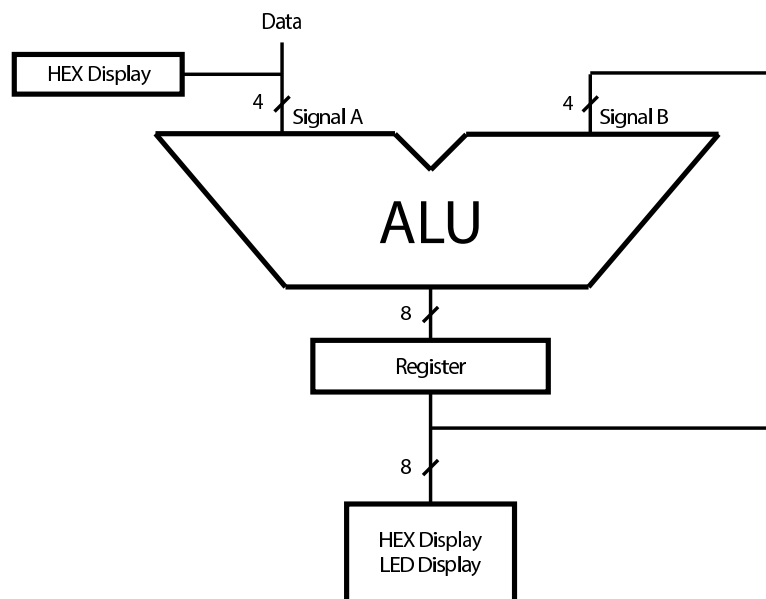 Data
HEX Display
4
Signal A
4
Signal B
ALU
8
Register
8
HEX Display
LED Display